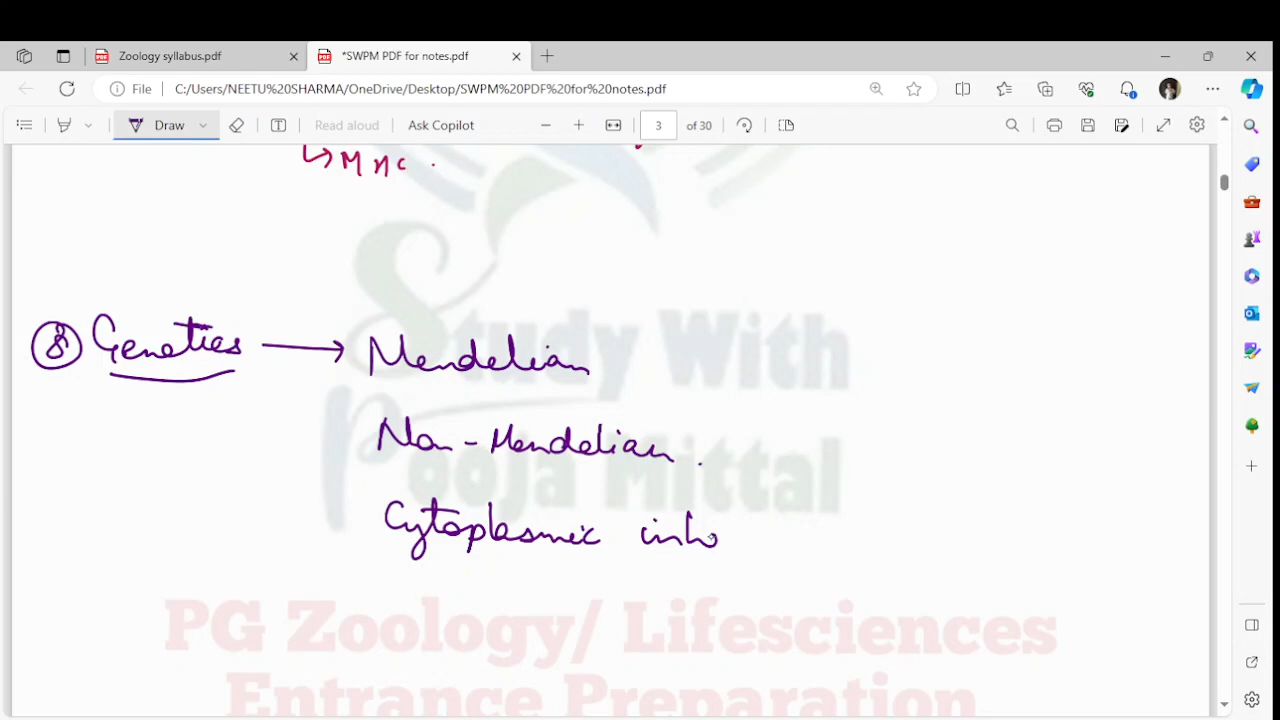 Zoology syllabus.pdf
*SWPM PDF for notes.pdf
File C:/Users/NEETU%20SHARMA/OneDrive/Desktop/SWPM%20PDF%20for%20notes.pdf
Draw Read aloud Ask Copilot 3 of 30
↳ MHC .
⑧ Genetics → Mendelian
Non - Mendelian .
Cytoplasmic inh
Study With
Pooja Mittal
PG Zoology/ Lifesciences
Entrance Preparation